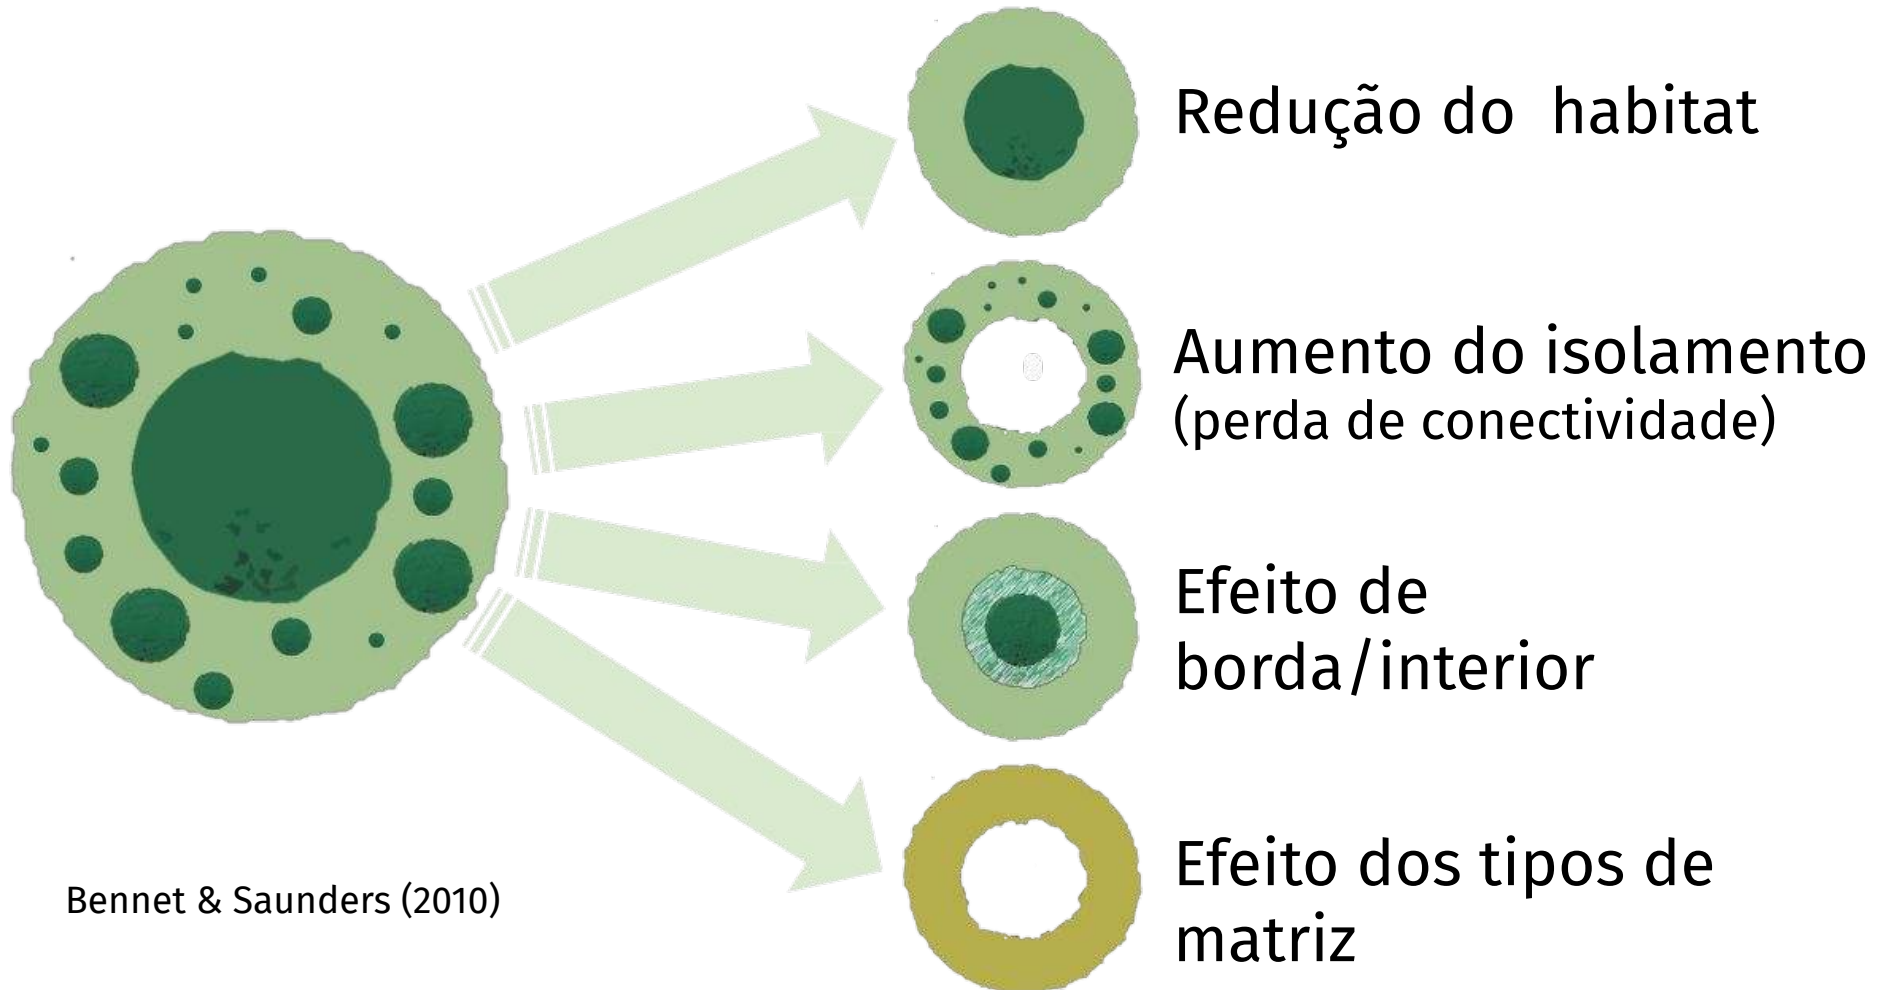 Redução do  habitat
Aumento do isolamento
(perda de conectividade)
Efeito de
borda/interior
Efeito dos tipos de
matriz
Bennet & Saunders (2010)